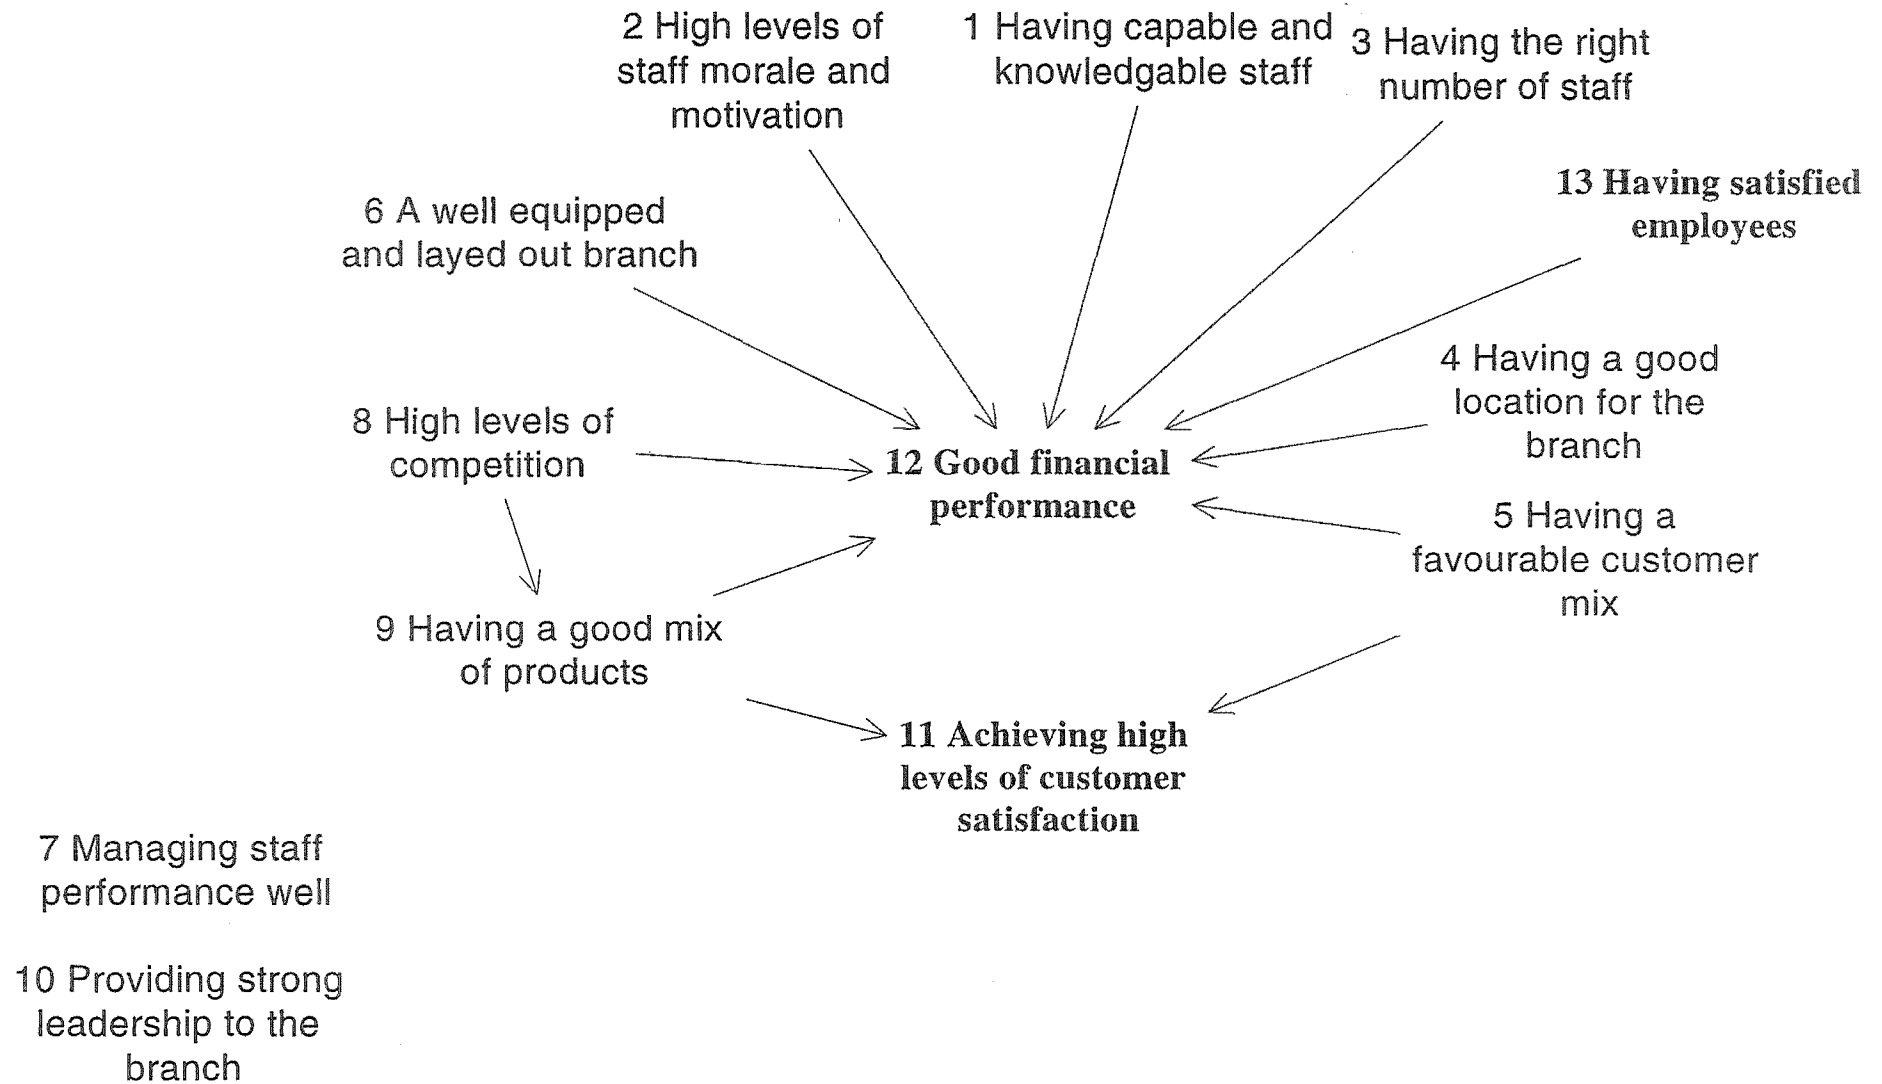 2 High levels of
staff morale and
motivation
1 Having capable and
knowledgable staff
3 Having the right
number of staff
13 Having satisfied
employees
6 A well equipped
and layed out branch
4 Having a good
location for the
branch
8 High levels of
competition
12 Good financial
performance
5 Having a
favourable customer
mix
9 Having a good mix
of products
11 Achieving high
levels of customer
satisfaction
7 Managing staff
performance well
10 Providing strong
leadership to the
branch